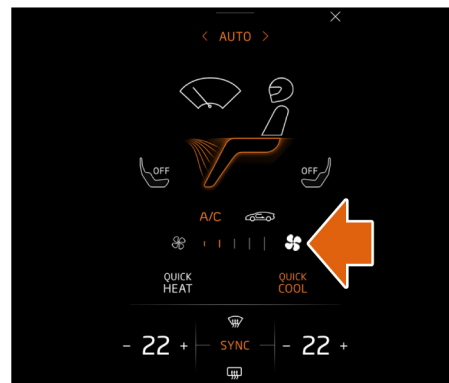 < AUTO >
OFF
OFF
A/C
QUICK
HEAT
QUICK
COOL
- 22 +
SYNC
- 22 +